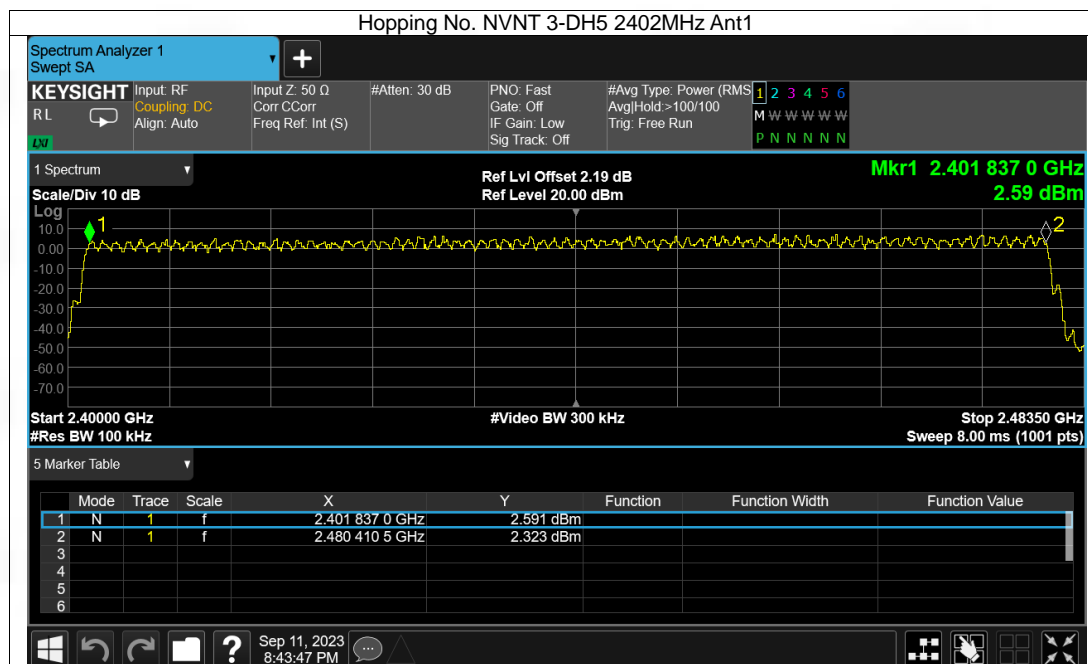 Hopping No. NVNT 3-DH5 2402MHz Ant1
Spectrum Analyzer 1
Swept SA
+
KEYSIGHT Input: RF Input Z: 50 Ω #Atten: 30 dB PNO: Fast #Avg Type: Power (RMS 1 2 3 4 5 6
RL Coupling: DC Corr CCorr Gate: Off Avg|Hold:>100/100 M W W W W W
Align: Auto Freq Ref: Int (S) IF Gain: Low Trig: Free Run
LXI Sig Track: Off P N N N N N
1 Spectrum Ref Lvl Offset 2.19 dB Mkr1 2.401 837 0 GHz
Scale/Div 10 dB Ref Level 20.00 dBm 2.59 dBm
Log
10.0 1 2
0.00
-10.0
-20.0
-30.0
-40.0
-50.0
-60.0
-70.0
Start 2.40000 GHz #Video BW 300 kHz Stop 2.48350 GHz
#Res BW 100 kHz Sweep 8.00 ms (1001 pts)
5 Marker Table
Mode Trace Scale X Y Function Function Width Function Value
1 N 1 f 2.401 837 0 GHz 2.591 dBm
2 N 1 f 2.480 410 5 GHz 2.323 dBm
3
4
5
6
? Sep 11, 2023
8:43:47 PM